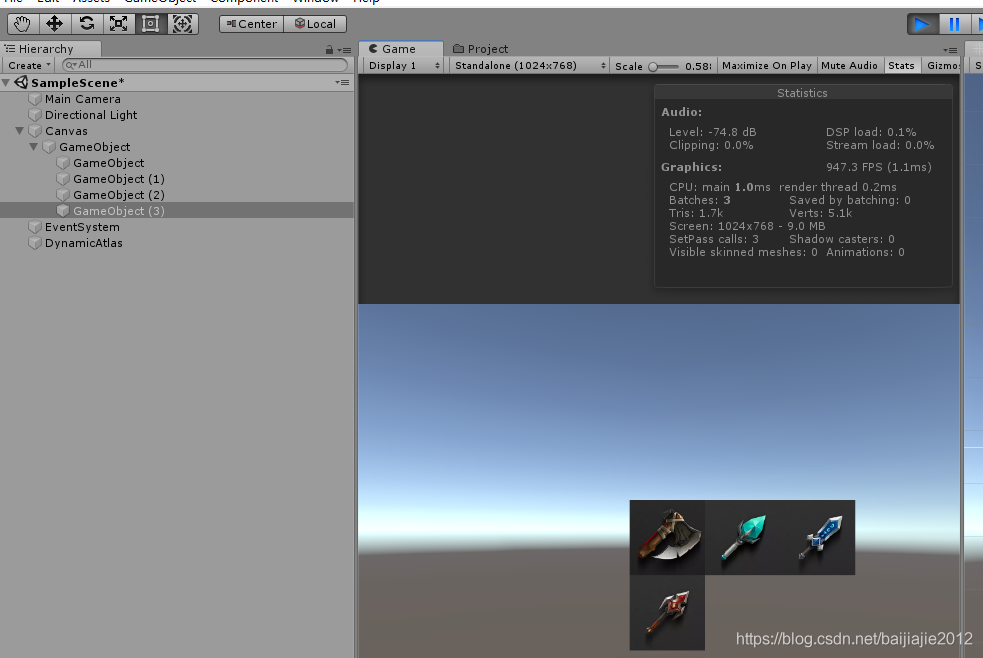 File Edit Assets GameObject Component Window Help
Center Local
Hierarchy
Create All
SampleScene*
Main Camera
Directional Light
Canvas
GameObject
GameObject
GameObject (1)
GameObject (2)
GameObject (3)
EventSystem
DynamicAtlas
Game Project
Display 1 Standalone (1024x768) Scale 0.58: Maximize On Play Mute Audio Stats Gizmos S
Statistics
Audio:
Level: -74.8 dB DSP load: 0.1%
Clipping: 0.0% Stream load: 0.0%
Graphics: 947.3 FPS (1.1ms)
CPU: main 1.0ms render thread 0.2ms
Batches: 3 Saved by batching: 0
Tris: 1.7k Verts: 5.1k
Screen: 1024x768 - 9.0 MB
SetPass calls: 3 Shadow casters: 0
Visible skinned meshes: 0 Animations: 0
https://blog.csdn.net/baijiajie2012